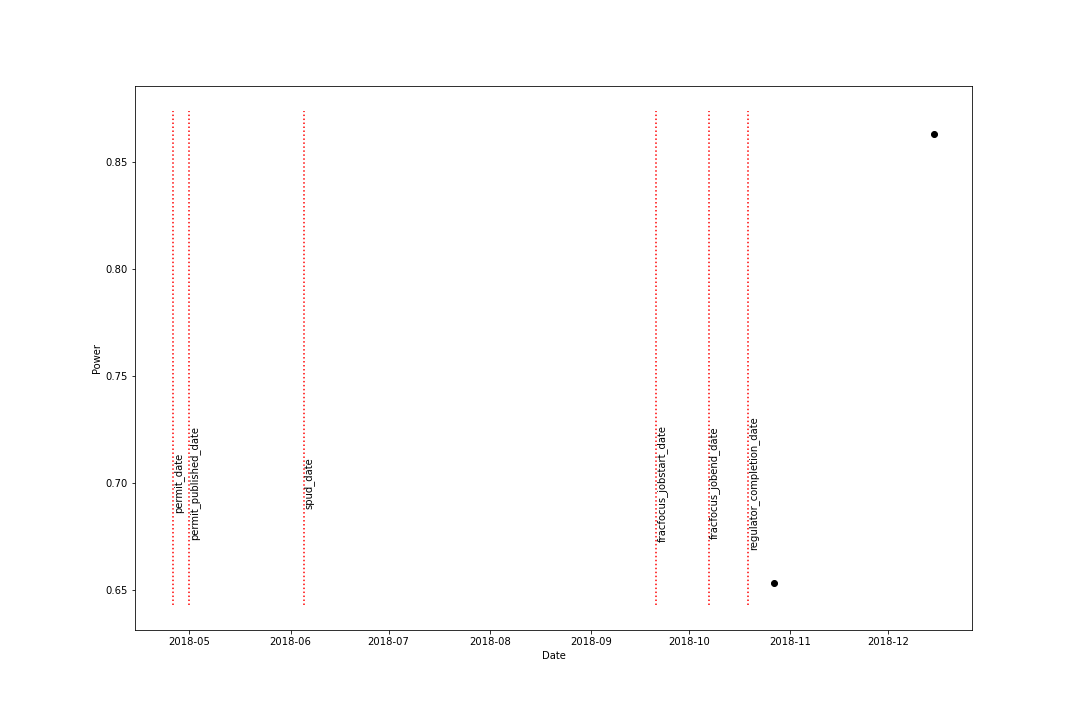 0.85
0.80
0.75
0.70
0.65
Power
permit_date
permit_published_date
spud_date
fracfocus_jobstart_date
fracfocus_jobend_date
regulator_completion_date
2018-05
2018-06
2018-07
2018-08
2018-09
2018-10
2018-11
2018-12
Date